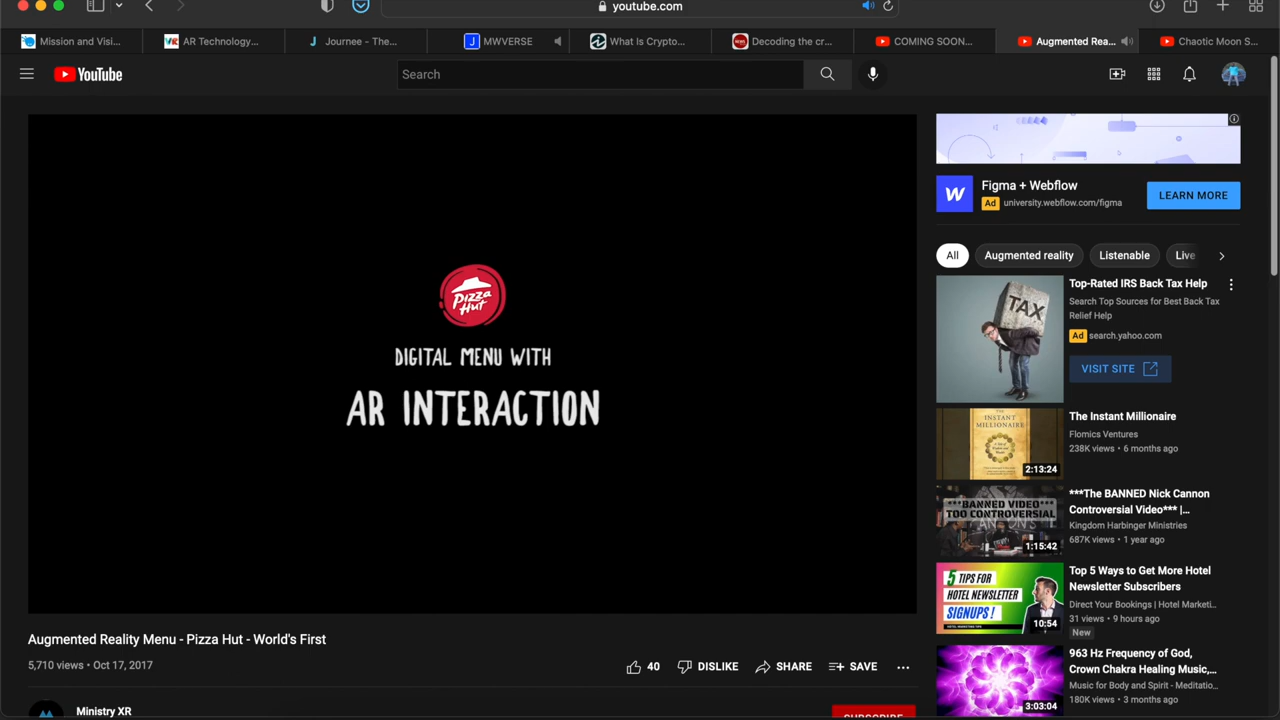 youtube.com
Mission and Visi...
AR Technology...
Journee - The...
MWVERSE
What Is Crypto...
Decoding the cr...
COMING SOON...
Augmented Rea...
Chaotic Moon S...
YouTube
Search
Pizza
Hut
DIGITAL MENU WITH
AR INTERACTION
Augmented Reality Menu - Pizza Hut - World's First
5,710 views • Oct 17, 2017
40
DISLIKE
SHARE
SAVE
Ministry XR
SUBSCRIBE
W
Figma + Webflow
Ad university.webflow.com/figma
LEARN MORE
All
Augmented reality
Listenable
Live
TAX
Top-Rated IRS Back Tax Help
Search Top Sources for Best Back Tax
Relief Help
Ad search.yahoo.com
VISIT SITE
THE
INSTANT
MILLIONAIRE
2:13:24
The Instant Millionaire
Flomics Ventures
238K views • 6 months ago
***BANNED VIDEO***
TOO CONTROVERSIAL
1:15:42
***The BANNED Nick Cannon
Controversial Video*** |...
Kingdom Harbinger Ministries
687K views • 1 year ago
5 TIPS FOR
HOTEL NEWSLETTER
SIGNUPS!
10:54
Top 5 Ways to Get More Hotel
Newsletter Subscribers
Direct Your Bookings | Hotel Marketi...
31 views • 9 hours ago
New
3:03:04
963 Hz Frequency of God,
Crown Chakra Healing Music,...
Music for Body and Spirit - Meditatio...
180K views • 3 months ago